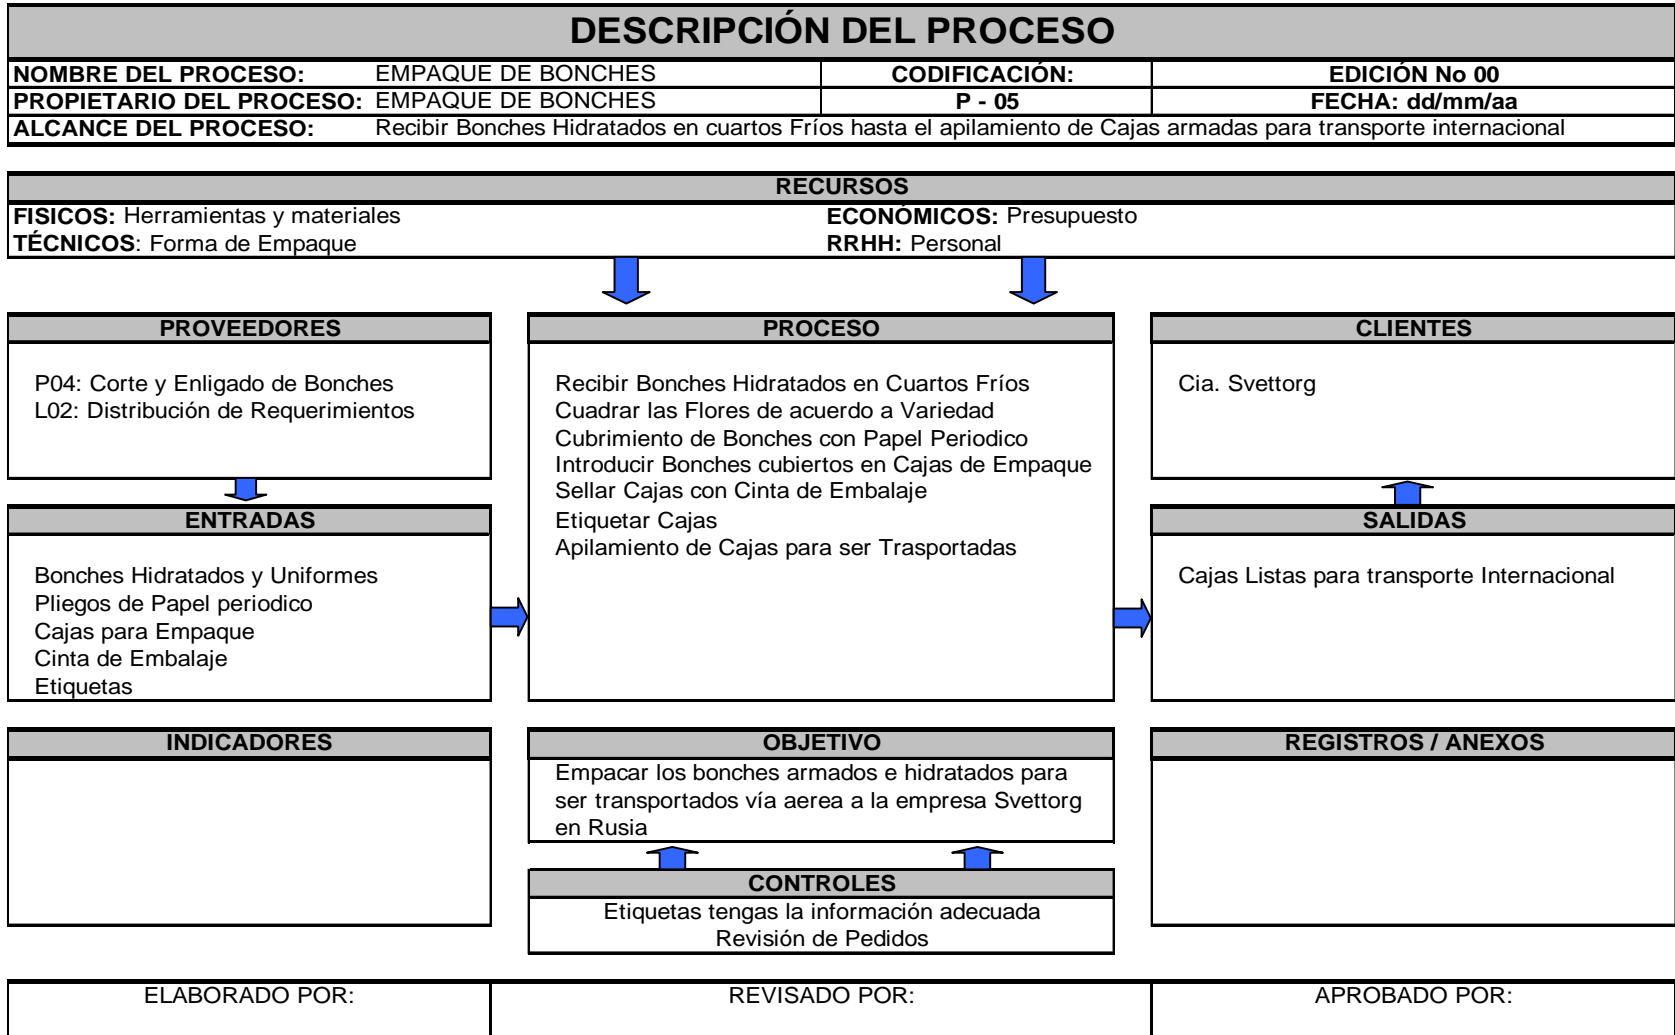 DESCRIPCIÓN DEL PROCESO
NOMBRE DEL PROCESO: EMPAQUE DE BONCHES CODIFICACIÓN: EDICIÓN No 00
PROPIETARIO DEL PROCESO: EMPAQUE DE BONCHES P - 05 FECHA: dd/mm/aa
ALCANCE DEL PROCESO: Recibir Bonches Hidratados en cuartos Fríos hasta el apilamiento de Cajas armadas para transporte internacional
RECURSOS
FISICOS: Herramientas y materiales ECONÓMICOS: Presupuesto
TÉCNICOS: Forma de Empaque RRHH: Personal
PROVEEDORES
P04: Corte y Enligado de Bonches
L02: Distribución de Requerimientos
ENTRADAS
Bonches Hidratados y Uniformes
Pliegos de Papel periodico
Cajas para Empaque
Cinta de Embalaje
Etiquetas
PROCESO
Recibir Bonches Hidratados en Cuartos Fríos
Cuadrar las Flores de acuerdo a Variedad
Cubrimiento de Bonches con Papel Periodico
Introducir Bonches cubiertos en Cajas de Empaque
Sellar Cajas con Cinta de Embalaje
Etiquetar Cajas
Apilamiento de Cajas para ser Trasportadas
CLIENTES
Cia. Svettorg
SALIDAS
Cajas Listas para transporte Internacional
INDICADORES
OBJETIVO
Empacar los bonches armados e hidratados para
ser transportados vía aerea a la empresa Svettorg
en Rusia
CONTROLES
Etiquetas tengas la información adecuada
Revisión de Pedidos
REGISTROS / ANEXOS
ELABORADO POR: REVISADO POR: APROBADO POR: